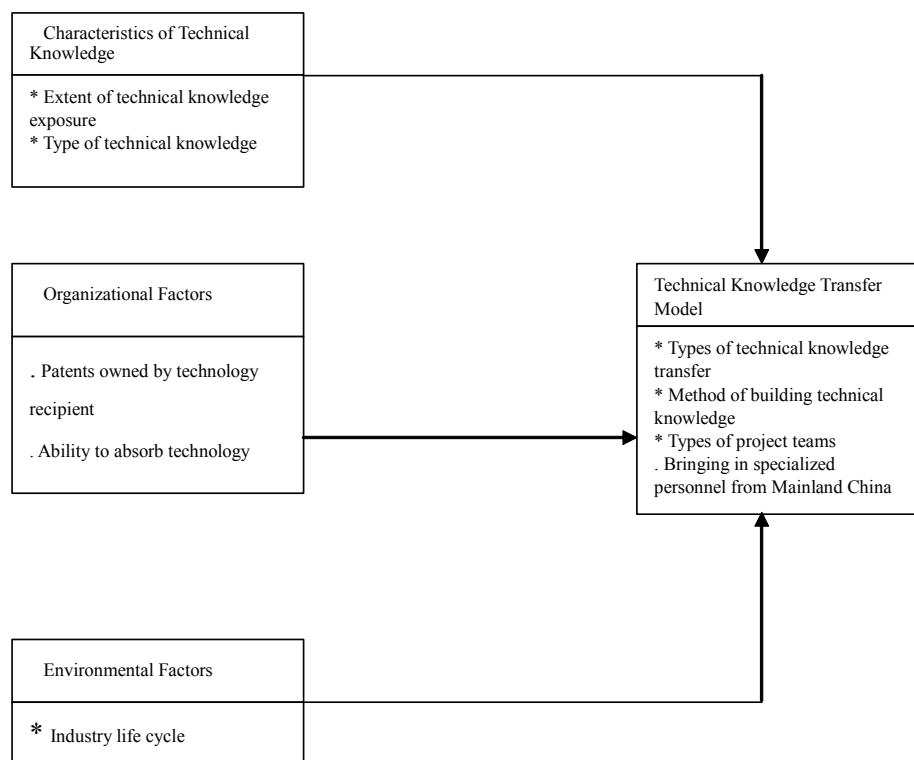 Characteristics of Technical
Knowledge
* Extent of technical knowledge
exposure
* Type of technical knowledge
Organizational Factors
. Patents owned by technology
recipient
. Ability to absorb technology
Technical Knowledge Transfer
Model
* Types of technical knowledge
transfer
* Method of building technical
knowledge
* Types of project teams
. Bringing in specialized
personnel from Mainland China
Environmental Factors
* Industry life cycle